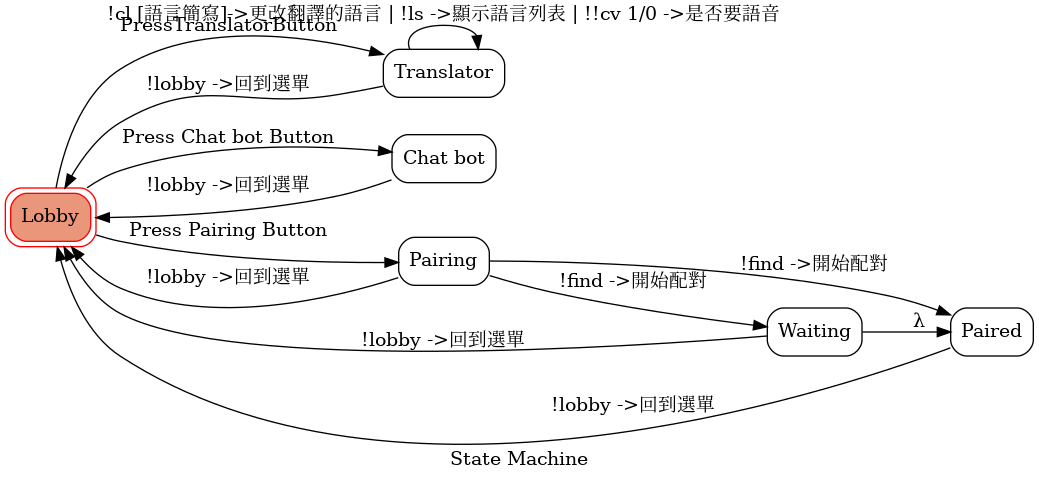 !cl [語言簡寫]->更改翻譯的語言 | !ls ->顯示語言列表 | !!cv 1/0 ->是否要語音
PressTranslatorButton
Translator
!lobby ->回到選單
Press Chat bot Button
Chat bot
!lobby ->回到選單
Lobby
Press Pairing Button
Pairing
!lobby ->回到選單
!find ->開始配對
!find ->開始配對
Waiting
λ
Paired
!lobby ->回到選單
!lobby ->回到選單
State Machine